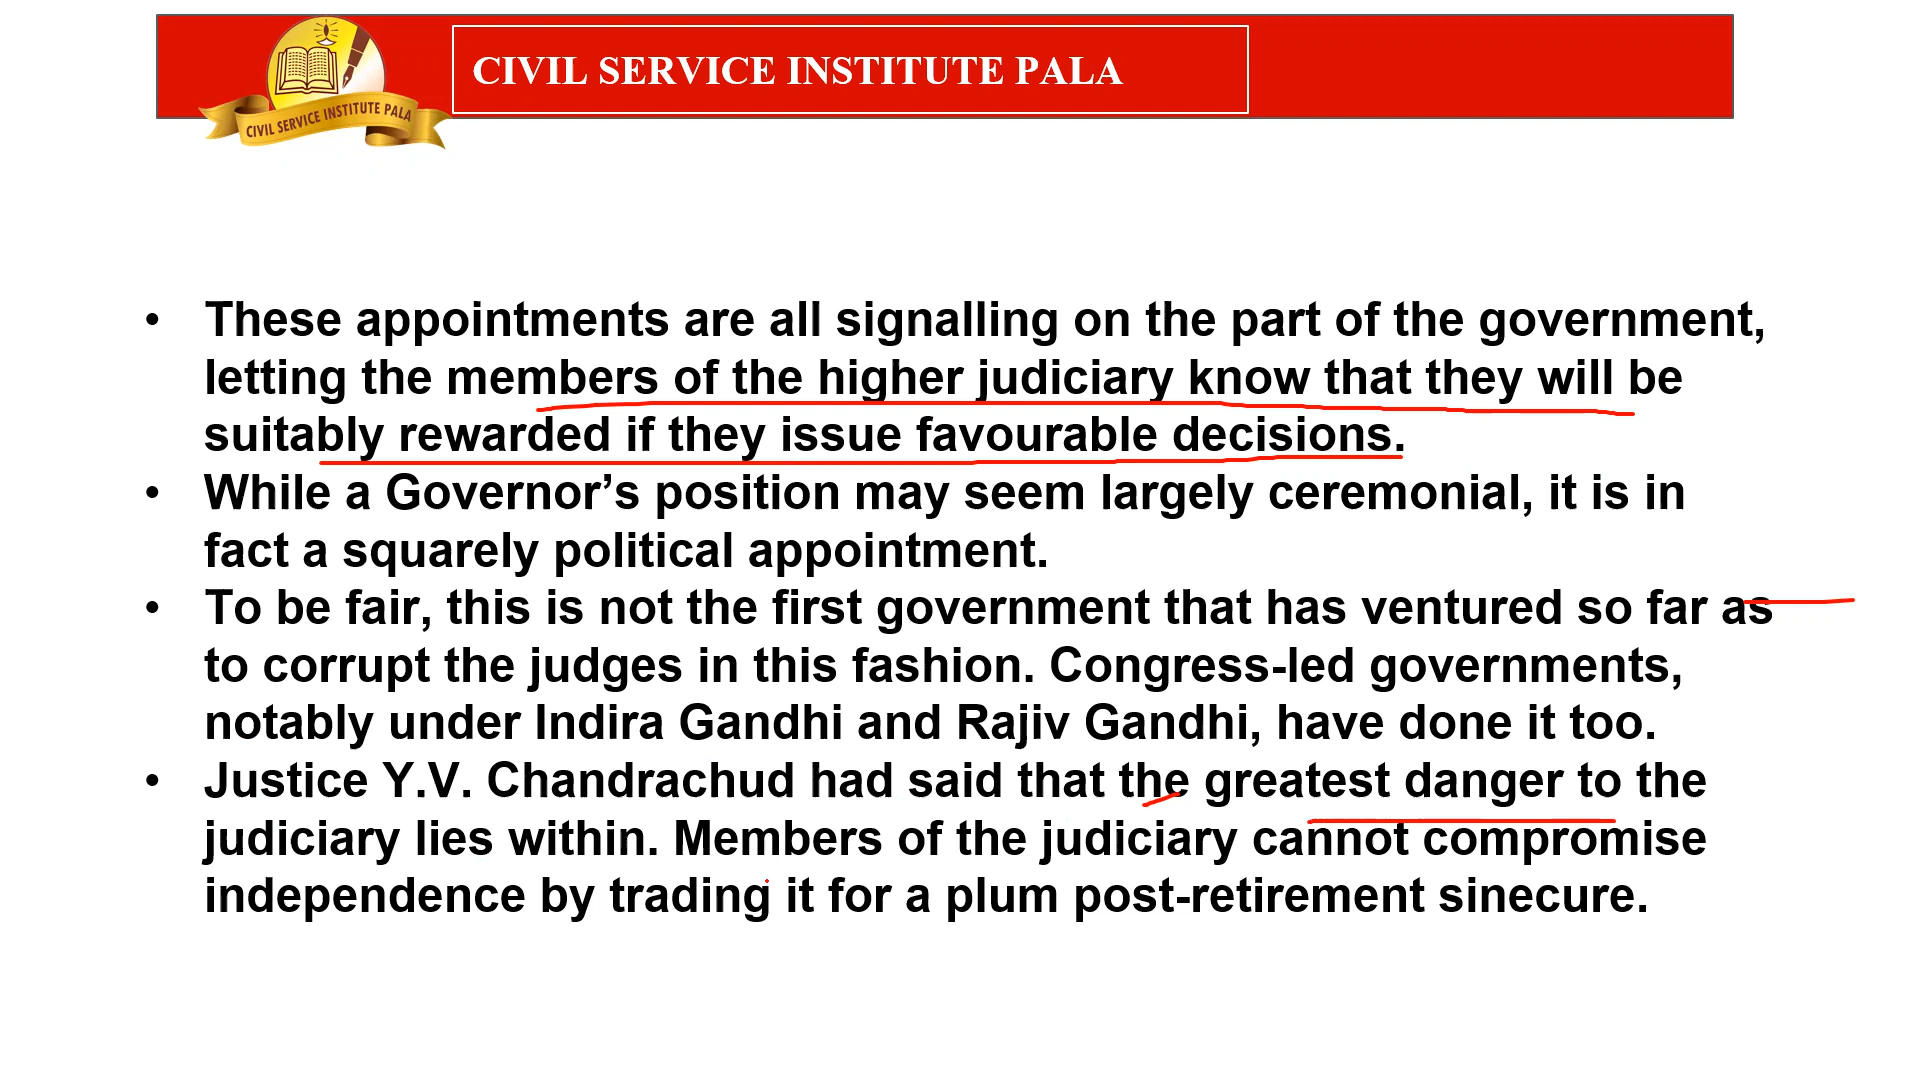 CIVIL SERVICE INSTITUTE PALA
CIVIL SERVICE INSTITUTE PALA
• These appointments are all signalling on the part of the government,
letting the members of the higher judiciary know that they will be
suitably rewarded if they issue favourable decisions.
• While a Governor’s position may seem largely ceremonial, it is in
fact a squarely political appointment.
• To be fair, this is not the first government that has ventured so far as
to corrupt the judges in this fashion. Congress-led governments,
notably under Indira Gandhi and Rajiv Gandhi, have done it too.
• Justice Y.V. Chandrachud had said that the greatest danger to the
judiciary lies within. Members of the judiciary cannot compromise
independence by trading it for a plum post-retirement sinecure.